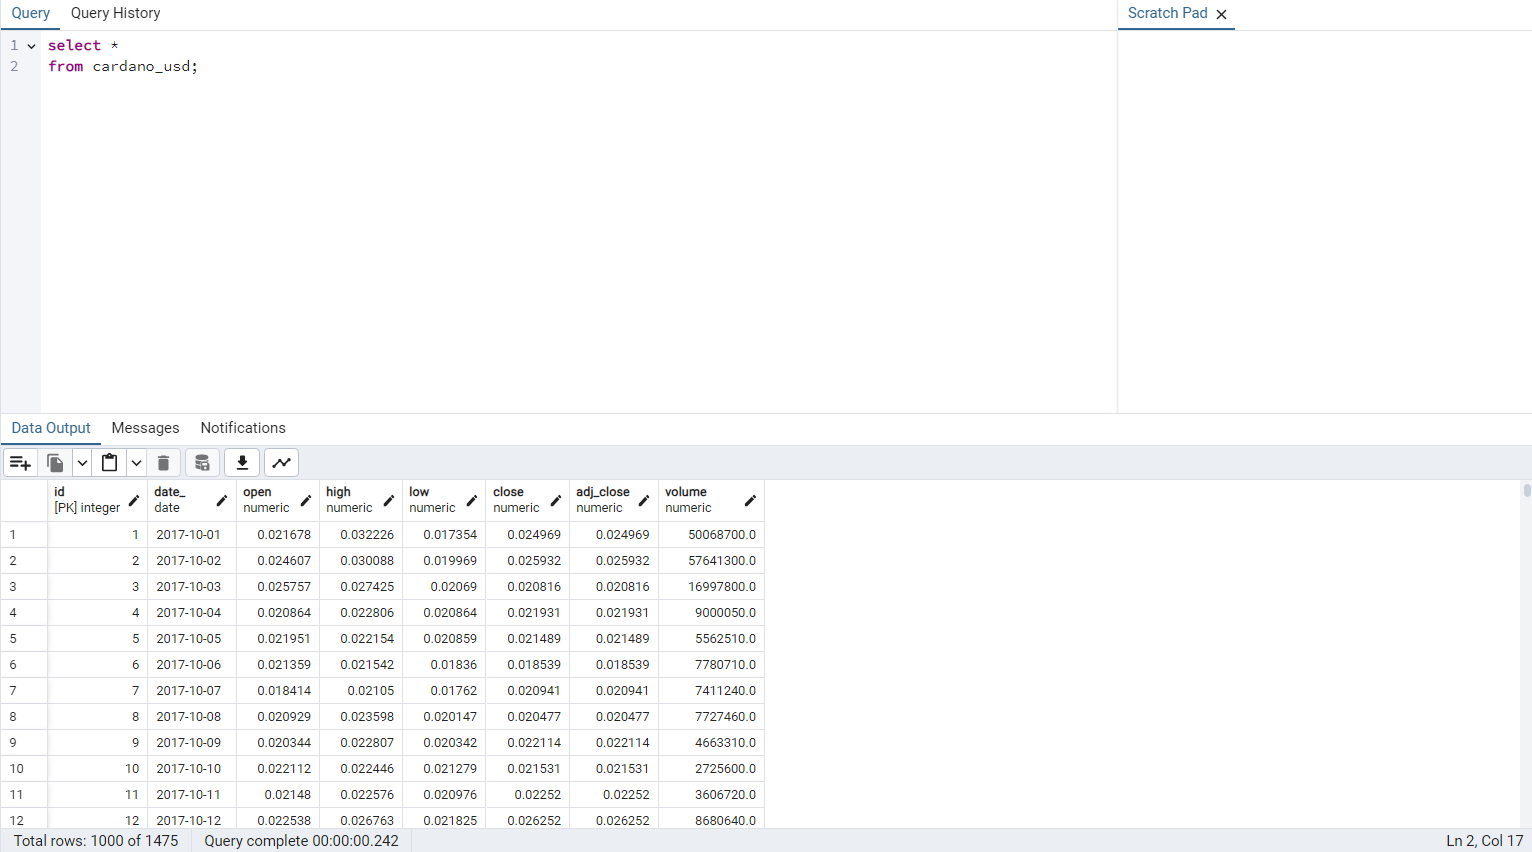 Query Query History Scratch Pad
1 select *
2 from cardano_usd;
Data Output Messages Notifications
id date_ open high low close adj_close volume
[PK] integer date numeric numeric numeric numeric numeric numeric
1 1 2017-10-01 0.021678 0.032226 0.017354 0.024969 0.024969 50068700.0
2 2 2017-10-02 0.024607 0.030088 0.019969 0.025932 0.025932 57641300.0
3 3 2017-10-03 0.025757 0.027425 0.02069 0.020816 0.020816 16997800.0
4 4 2017-10-04 0.020864 0.022806 0.020864 0.021931 0.021931 9000050.0
5 5 2017-10-05 0.021951 0.022154 0.020859 0.021489 0.021489 5562510.0
6 6 2017-10-06 0.021359 0.021542 0.01836 0.018539 0.018539 7780710.0
7 7 2017-10-07 0.018414 0.02105 0.01762 0.020941 0.020941 7411240.0
8 8 2017-10-08 0.020929 0.023598 0.020147 0.020477 0.020477 7727460.0
9 9 2017-10-09 0.020344 0.022807 0.020342 0.022114 0.022114 4663310.0
10 10 2017-10-10 0.022112 0.022446 0.021279 0.021531 0.021531 2725600.0
11 11 2017-10-11 0.02148 0.022576 0.020976 0.02252 0.02252 3606720.0
12 12 2017-10-12 0.022538 0.026763 0.021825 0.026252 0.026252 8680640.0
Total rows: 1000 of 1475 Query complete 00:00:00.242 Ln 2, Col 17